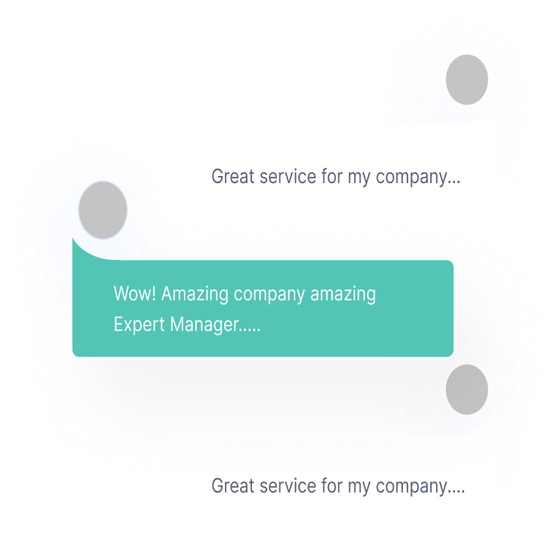 Great service for my company...
Wow! Amazing company amazing
Expert Manager.....
Great service for my company....